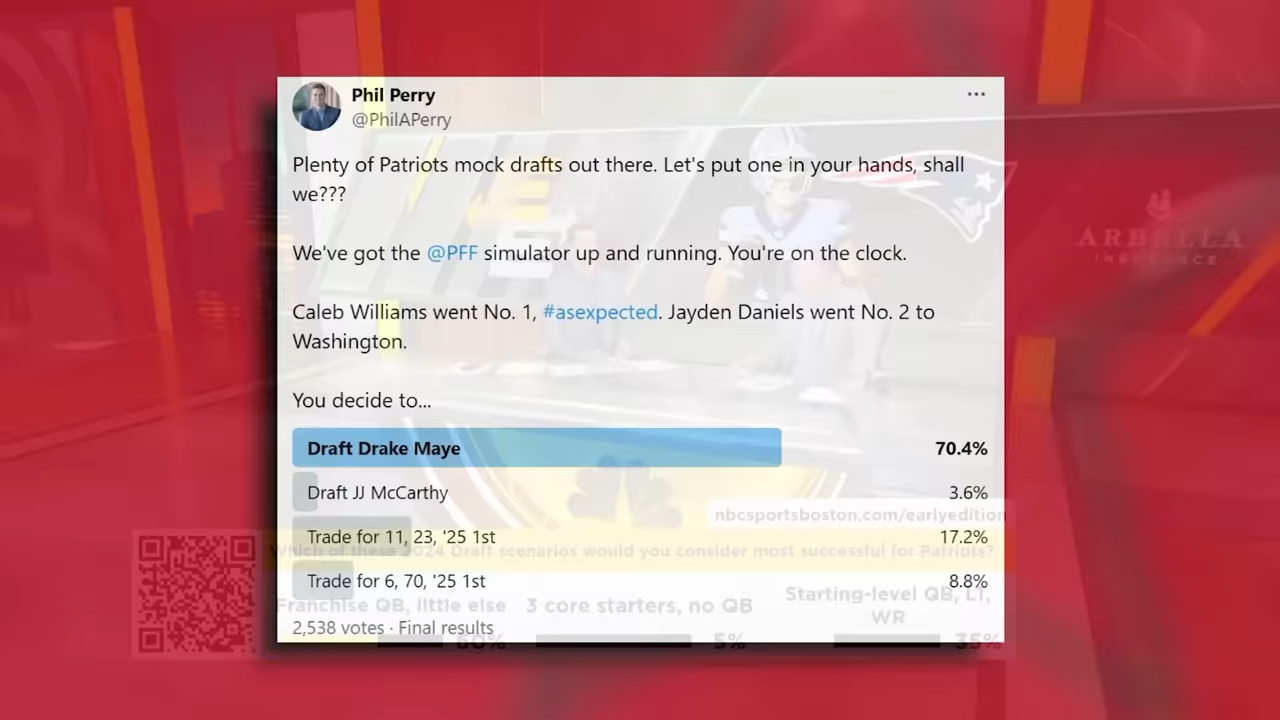 Phil Perry
@PhilAPerry
Plenty of Patriots mock drafts out there. Let's put one in your hands, shall
we???
We've got the @PFF simulator up and running. You're on the clock.
Caleb Williams went No. 1, #asexpected. Jayden Daniels went No. 2 to
Washington.
You decide to...
Draft Drake Maye 70.4%
Draft JJ McCarthy 3.6%
nbcsportsboston.com/earlyedition
Trade for 11, 23, '25 1st 17.2%
Which of these 2024 Draft scenarios would you consider most successful for Patriots?
Trade for 6, 70, '25 1st 8.8%
Franchise QB, little else
3 core starters, no QB
Starting-level QB, LT,
WR
2,538 votes · Final results
60%
5%
35%
ARBELLA
INSURANCE